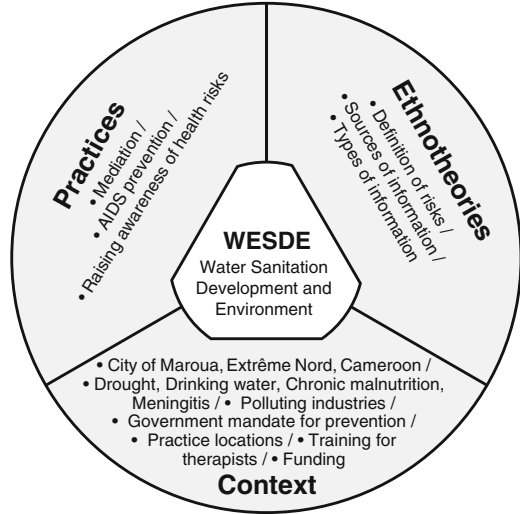 Practices
• Mediation /
• AIDS prevention /
• Raising awareness of health risks
Ethnotheories
• Definition of risks /
• Sources of information /
• Types of information
WESDE
Water Sanitation
Development and
Environment
• City of Maroua, Extrême Nord, Cameroon /
• Drought, Drinking water, Chronic malnutrition,
Meningitis / • Polluting industries /
• Government mandate for prevention /
• Practice locations / • Training for
therapists / • Funding
Context